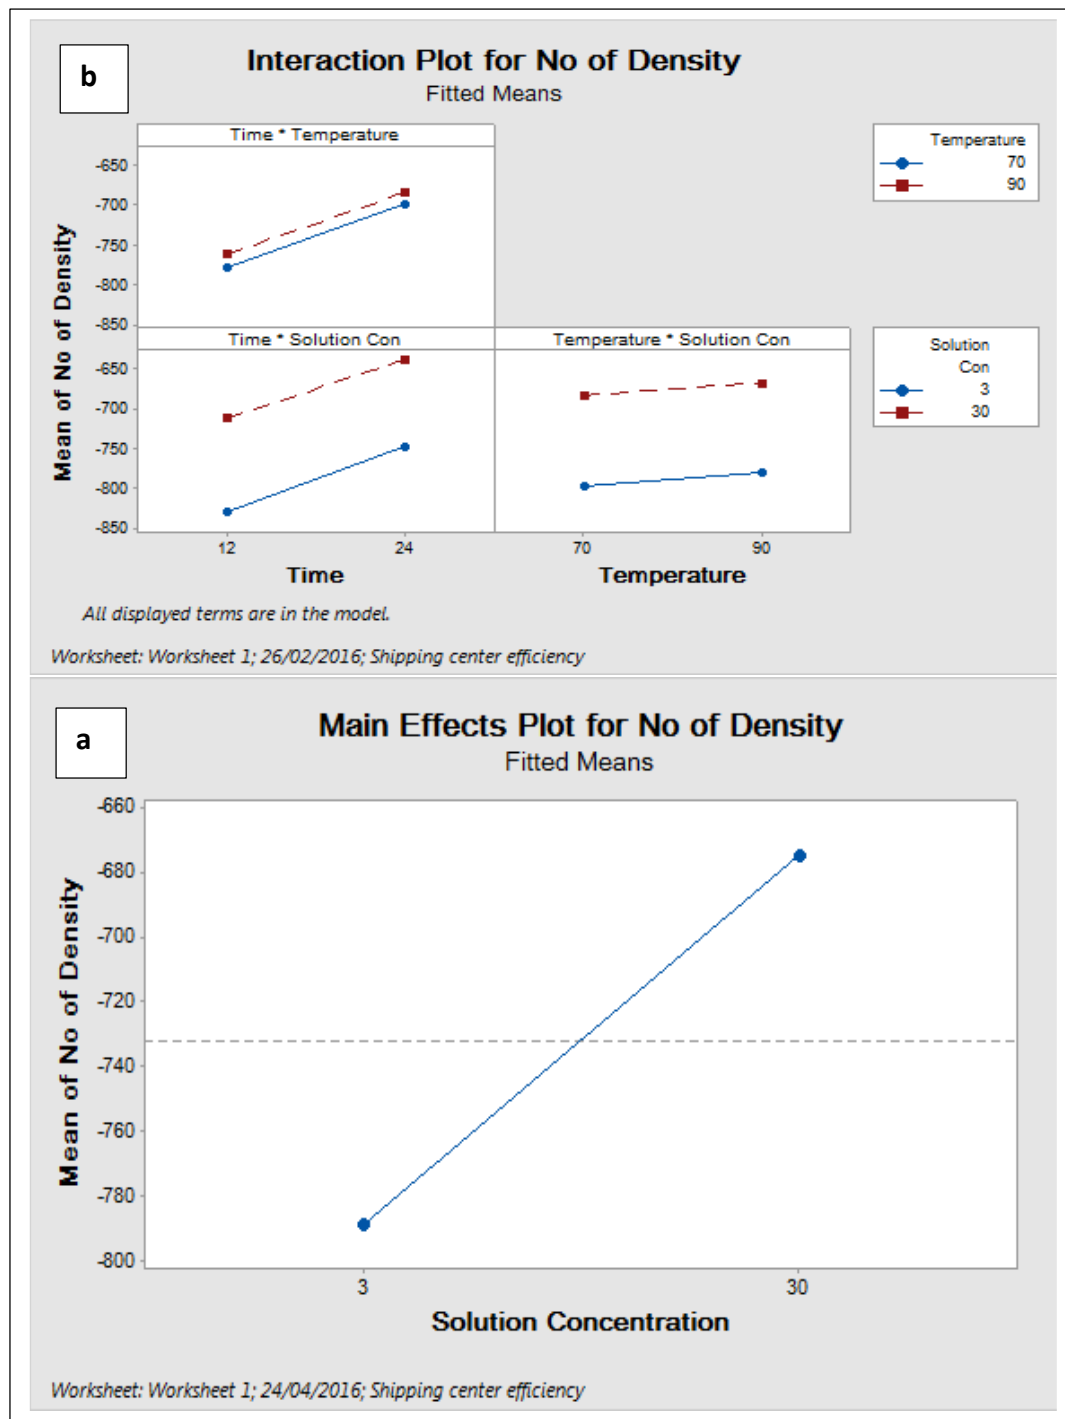 b
Interaction Plot for No of Density
Fitted Means
Time * Temperature
Temperature
70
90
-650
-700
-750
-800
-850
Mean of No of Density
Time * Solution Con
Temperature * Solution Con
Solution
Con
3
30
-650
-700
-750
-800
-850
12
24
70
90
Time
Temperature
All displayed terms are in the model.
Worksheet: Worksheet 1; 26/02/2016; Shipping center efficiency
a
Main Effects Plot for No of Density
Fitted Means
-660
-680
-700
-720
-740
-760
-780
-800
Mean of No of Density
3
30
Solution Concentration
Worksheet: Worksheet 1; 24/04/2016; Shipping center efficiency